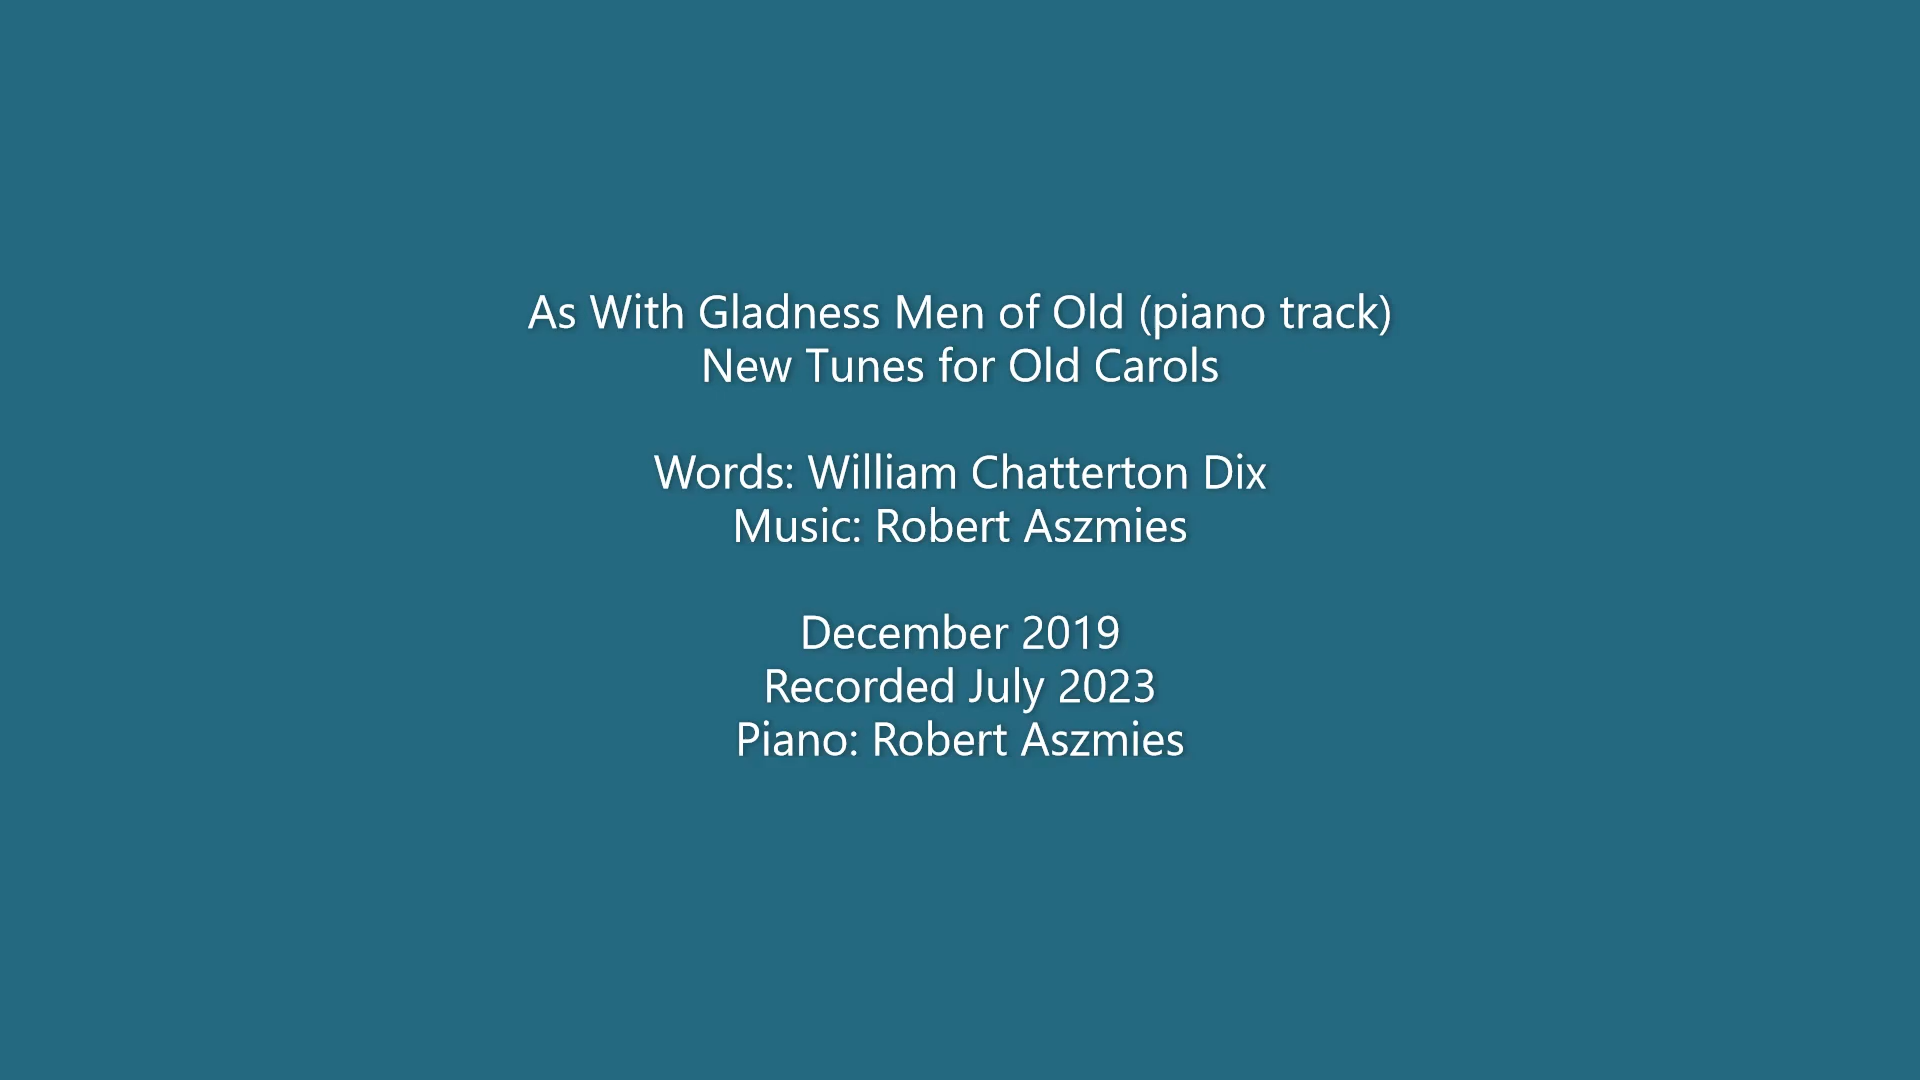 As With Gladness Men of Old (piano track)
New Tunes for Old Carols
Words: William Chatterton Dix
Music: Robert Aszmies
December 2019
Recorded July 2023
Piano: Robert Aszmies